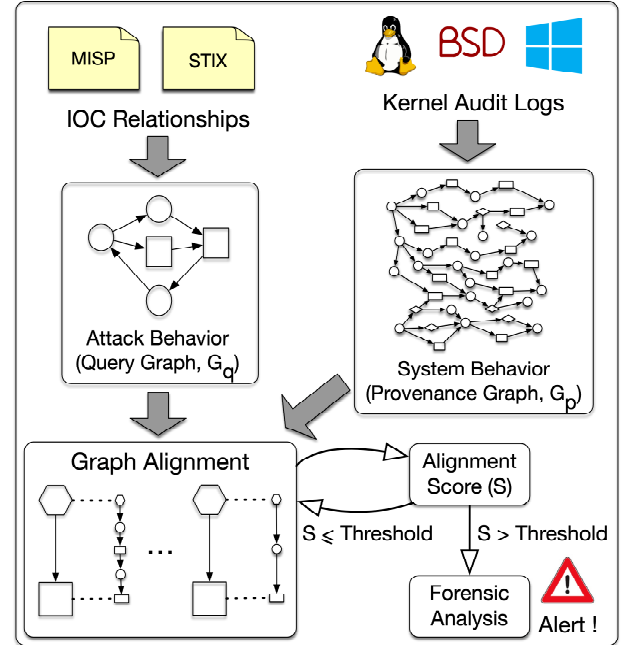 MISP
STIX
BSD
IOC Relationships
Kernel Audit Logs
Attack Behavior
(Query Graph, Gq)
System Behavior
(Provenance Graph, Gp)
Graph Alignment
...
Alignment
Score (S)
S ⩽ Threshold
S > Threshold
Forensic
Analysis
Alert !